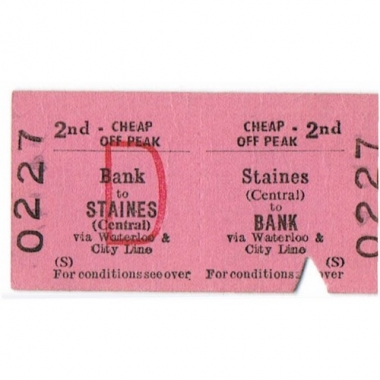 0227
2nd - CHEAP
OFF PEAK
D
Bank
to
STAINES
(Central)
via Waterloo &
City Line
(S)
For conditions see over
CHEAP - 2nd
OFF PEAK
Staines
(Central)
to
BANK
via Waterloo &
City Line
(S)
For conditions see over
0227